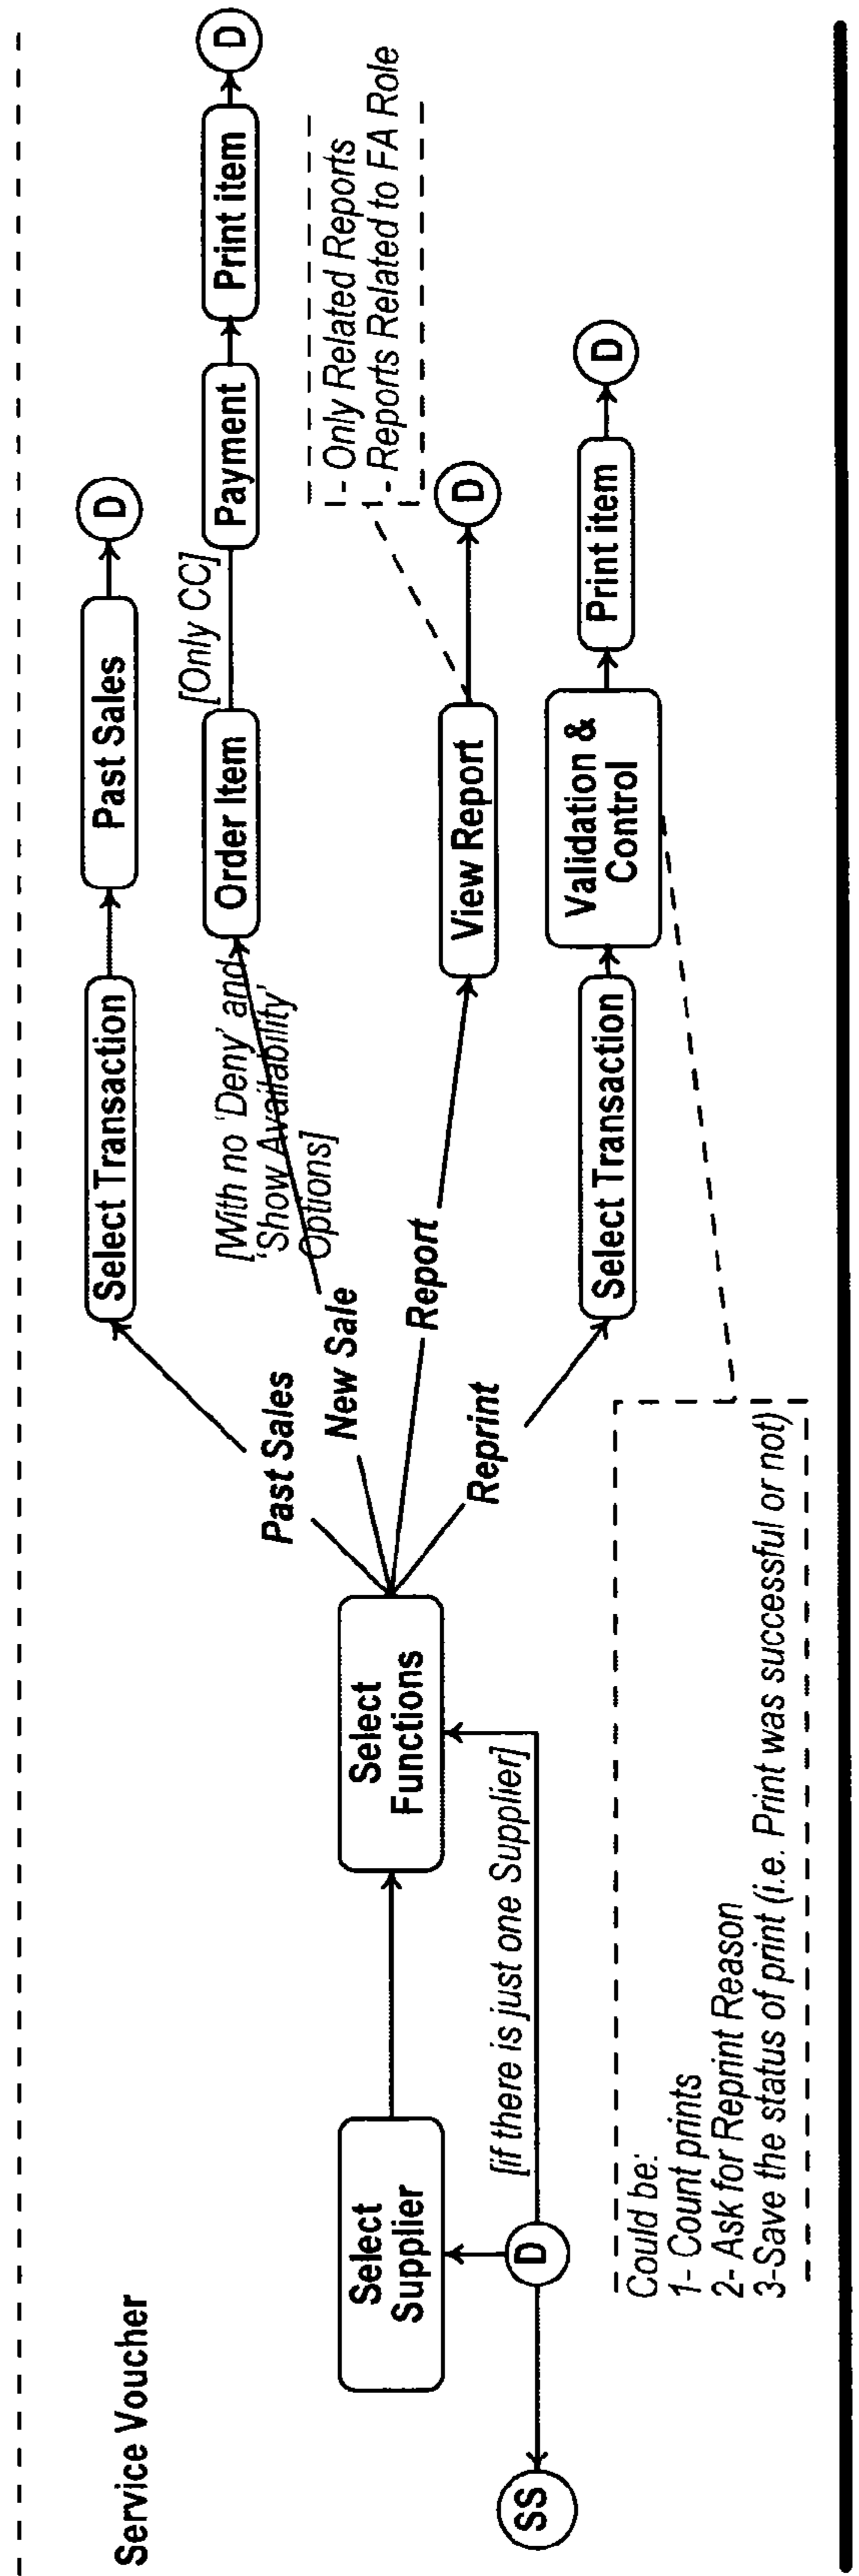 Service Voucher
Select
Supplier
D
SS
[if there is just one Supplier]
Select
Functions
Past Sales
Select Transaction
Past Sales
D
New Sale
[With no 'Deny' and
'Show Availability'
Options]
Order Item
[Only CC]
Payment
Print item
D
Report
View Report
D
- Only Related Reports
- Reports Related to FA Role
Reprint
Select Transaction
Validation &
Control
Print item
D
Could be:
1- Count prints
2- Ask for Reprint Reason
3-Save the status of print (i.e. Print was successful or not)